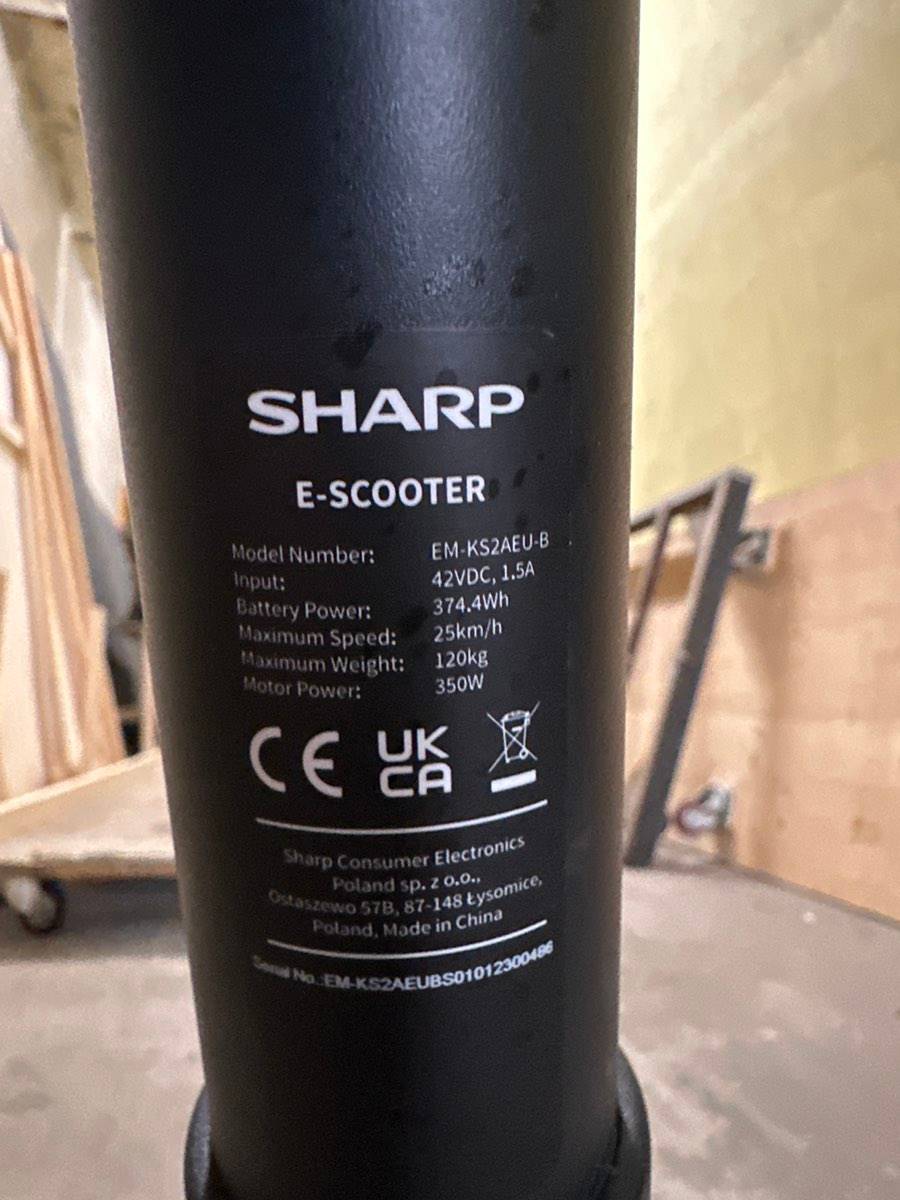 SHARP
E-SCOOTER
Model Number: EM-KS2AEU-B
Input: 42VDC, 1.5A
Battery Power: 374.4Wh
Maximum Speed: 25km/h
Maximum Weight: 120kg
Motor Power: 350W
CE UK
CA
Sharp Consumer Electronics
Poland sp. z o.o.,
Ostaszewo 57B, 87-148 Łysomice,
Poland, Made in China
Serial No.:EM-KS2AEUBS01012300486